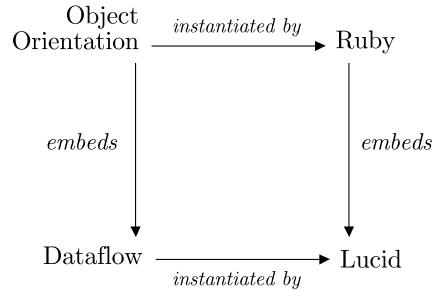 Object
Orientation
instantiated by
Ruby
embeds
embeds
Dataflow
instantiated by
Lucid